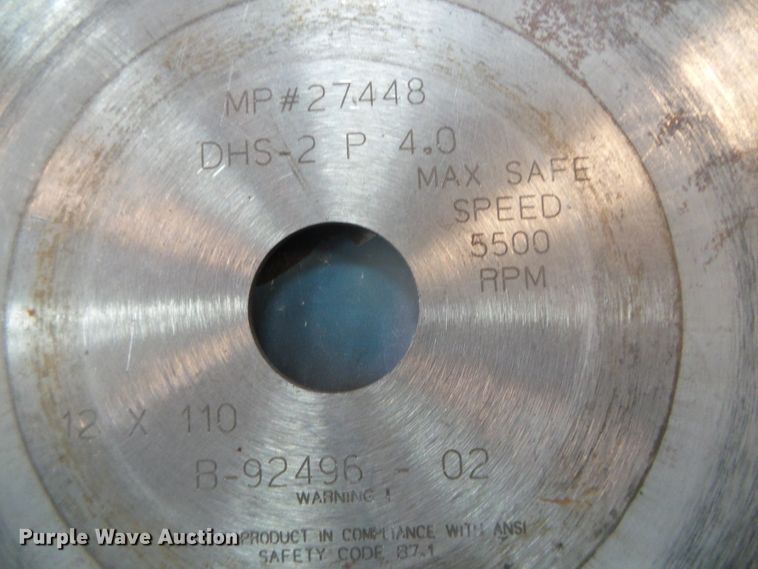 MP#27448
DHS-2 P 4.0
MAX SAFE
SPEED
5500
RPM
12 X 110
B-92496 - 02
WARNING !
PRODUCT IN COMPLIANCE WITH ANSI
SAFETY CODE B7.1
Purple Wave Auction